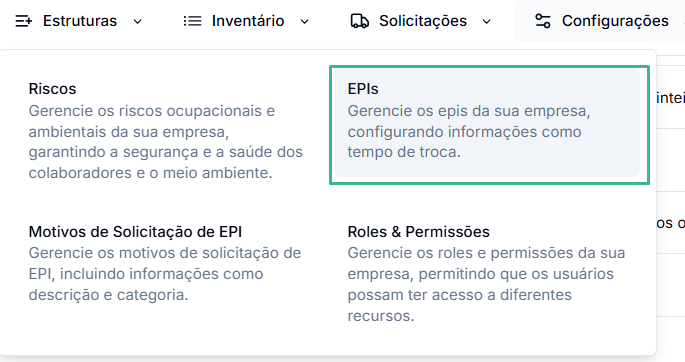 Estruturas Inventário Solicitações Configurações
Riscos
Gerencie os riscos ocupacionais e
ambientais da sua empresa,
garantindo a segurança e a saúde dos
colaboradores e o meio ambiente.
EPIs
Gerencie os epis da sua empresa,
configurando informações como
tempo de troca.
Motivos de Solicitação de EPI
Gerencie os motivos de solicitação de
EPI, incluindo informações como
descrição e categoria.
Roles & Permissões
Gerencie os roles e permissões da sua
empresa, permitindo que os usuários
possam ter acesso a diferentes
recursos.